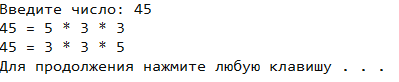 Введите число: 45
45 = 5 * 3 * 3
45 = 3 * 3 * 5
Для продолжения нажмите любую клавишу . . .